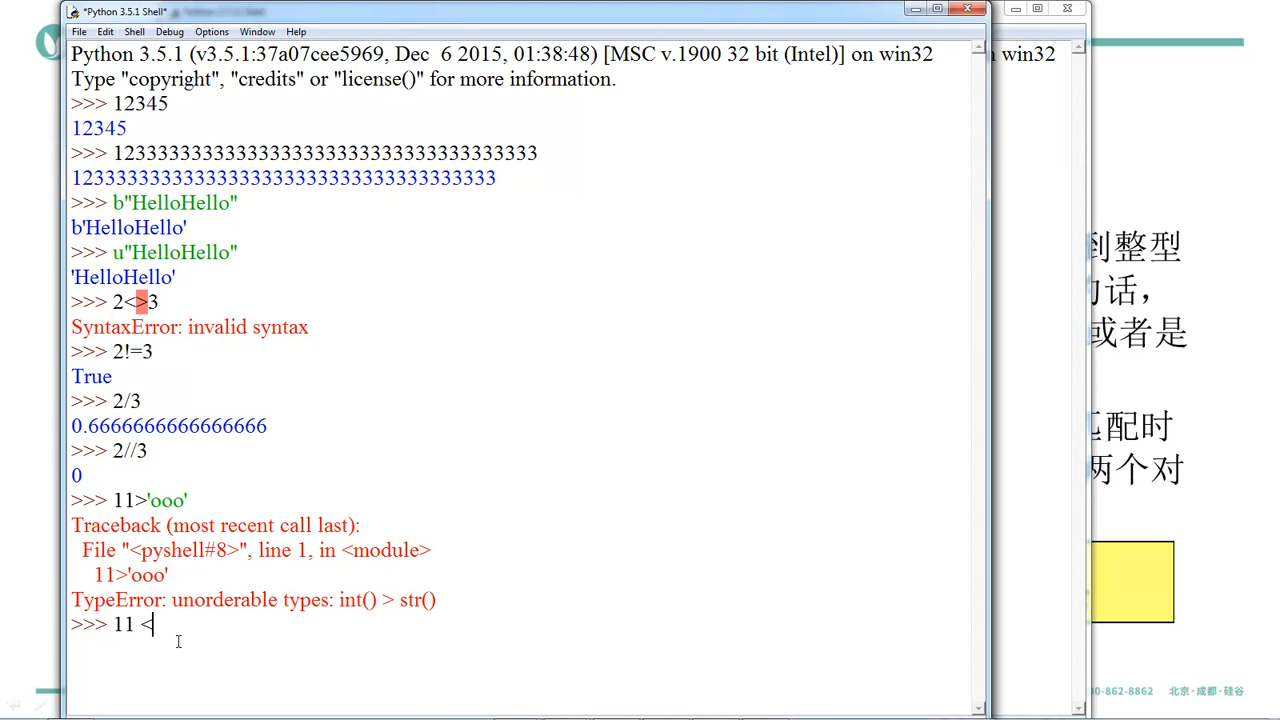 *Python 3.5.1 Shell*
File Edit Shell Debug Options Window Help
Python 3.5.1 (v3.5.1:37a07cee5969, Dec  6 2015, 01:38:48) [MSC v.1900 32 bit (Intel)] on win32
win32
Type "copyright", "credits" or "license()" for more information.
>>> 12345
12345
>>> 12333333333333333333333333333333333333
12333333333333333333333333333333333333
>>> b"HelloHello"
b'HelloHello'
>>> u"HelloHello"
'HelloHello'
>>> 2<>3
SyntaxError: invalid syntax
>>> 2!=3
True
>>> 2/3
0.6666666666666666
>>> 2//3
0
>>> 11>'ooo'
Traceback (most recent call last):
  File "<pyshell#8>", line 1, in <module>
    11>'ooo'
TypeError: unorderable types: int() > str()
>>> 11 <
到整型
话，
或者是
匹配时
两个对
00-862-8862 北京·成都·硅谷